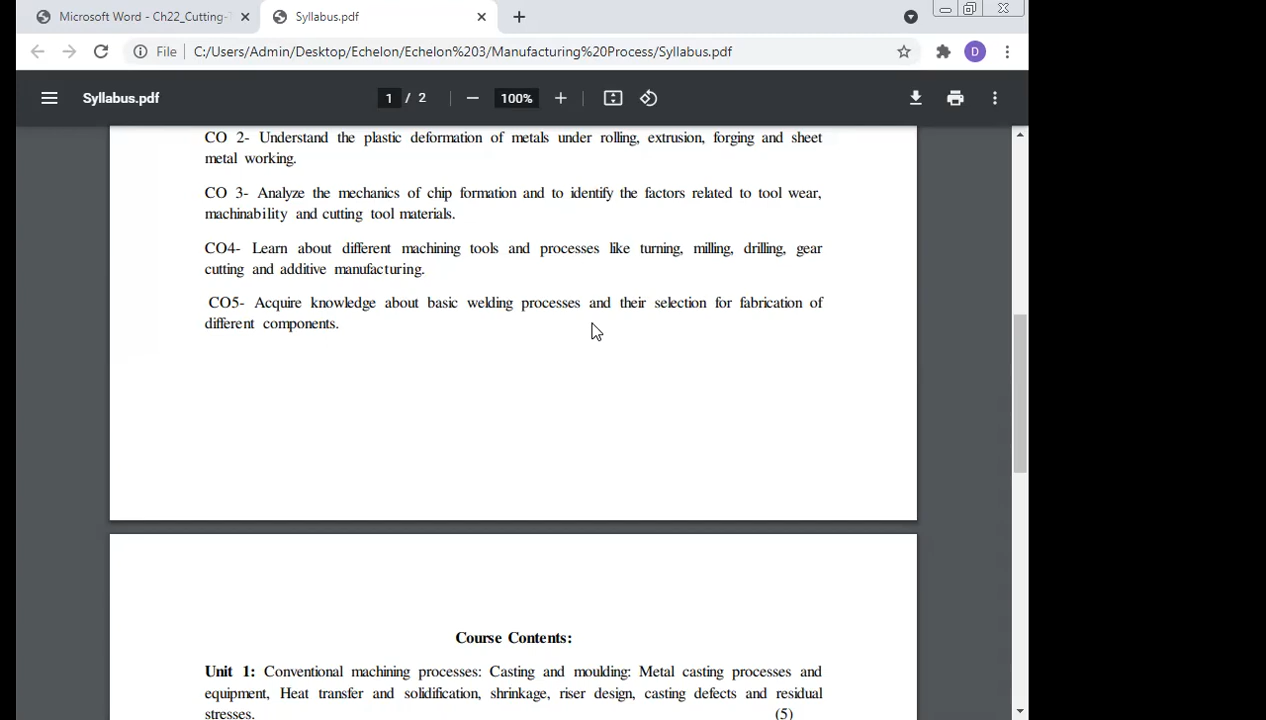 Microsoft Word - Ch22_Cutting-
Syllabus.pdf
File
C:/Users/Admin/Desktop/Echelon/Echelon%203/Manufacturing%20Process/Syllabus.pdf
D
Syllabus.pdf
1 / 2
100%
CO 2- Understand the plastic deformation of metals under rolling, extrusion, forging and sheet
metal working.
CO 3- Analyze the mechanics of chip formation and to identify the factors related to tool wear,
machinability and cutting tool materials.
CO4- Learn about different machining tools and processes like turning, milling, drilling, gear
cutting and additive manufacturing.
CO5- Acquire knowledge about basic welding processes and their selection for fabrication of
different components.
Course Contents:
Unit 1: Conventional machining processes: Casting and moulding: Metal casting processes and
equipment, Heat transfer and solidification, shrinkage, riser design, casting defects and residual
stresses. (5)